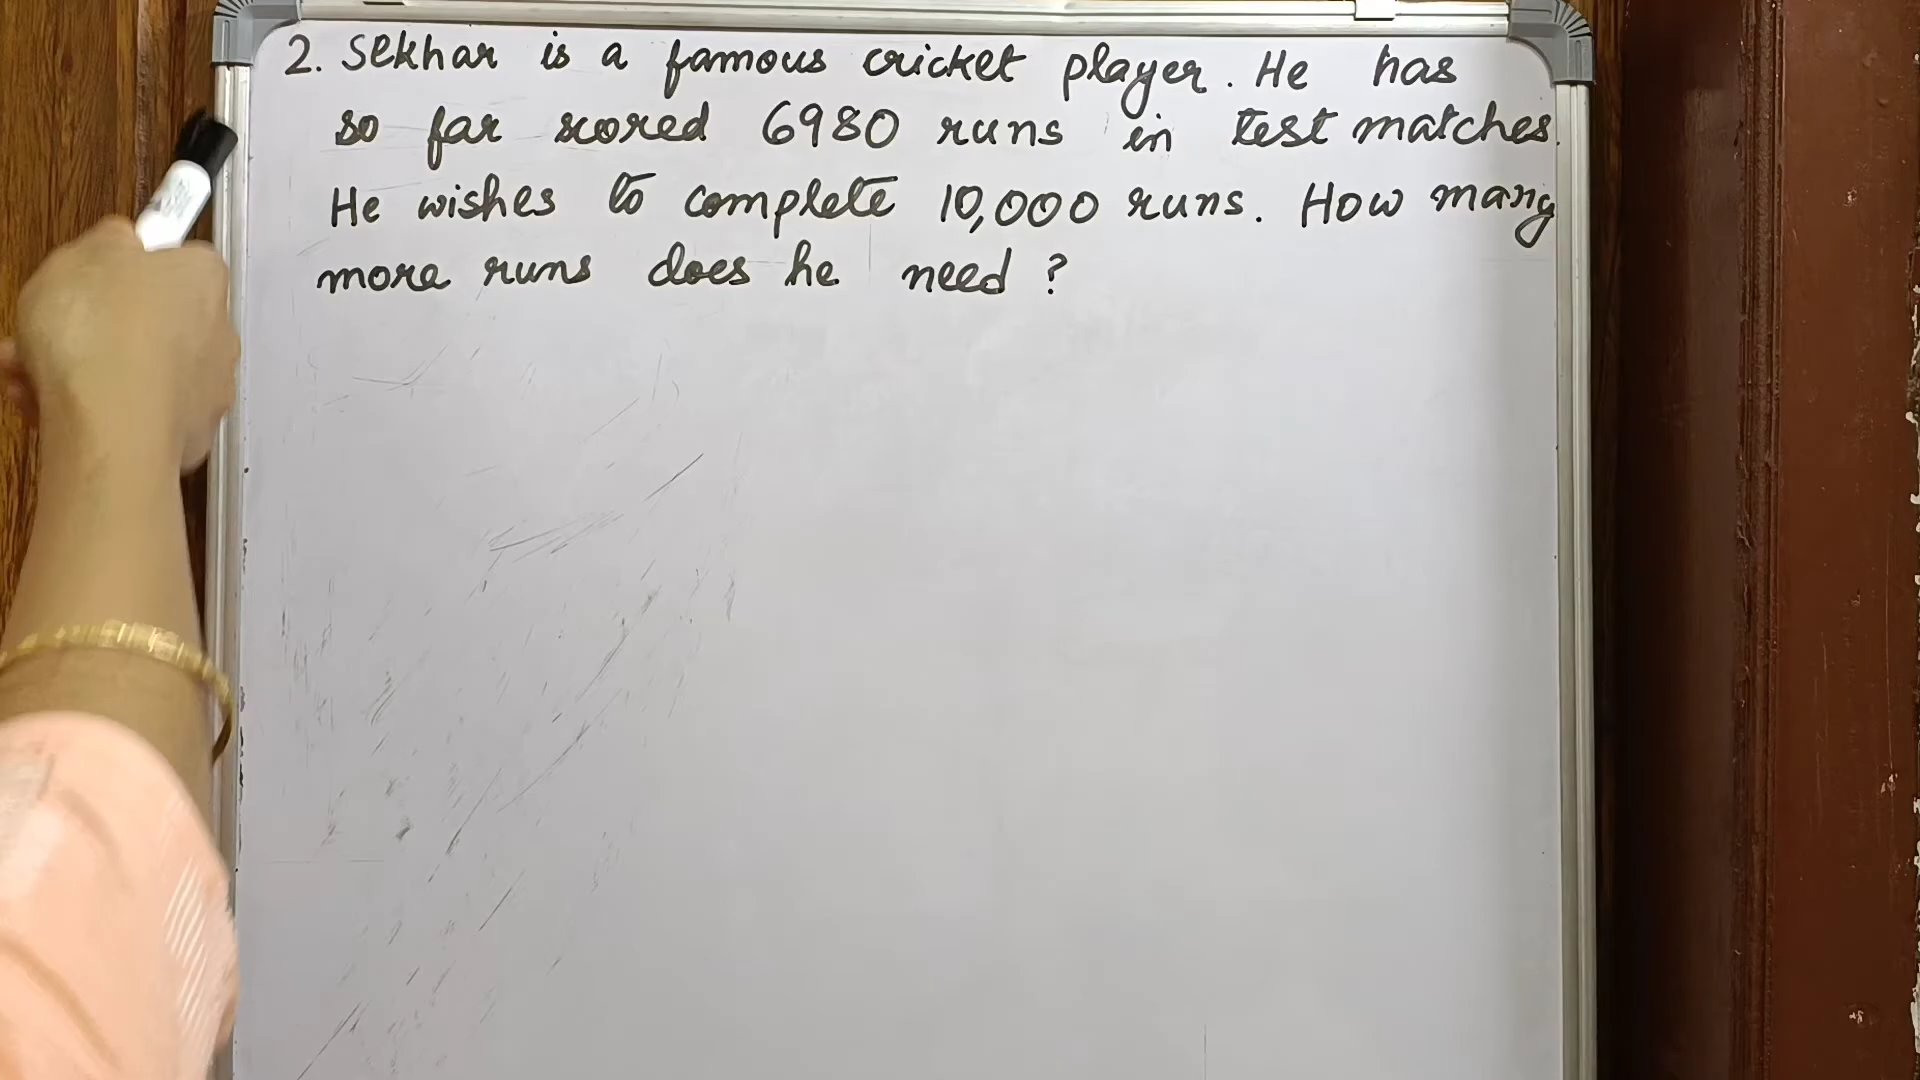 2. Sekhar is a famous cricket player. He has
so far scored 6980 runs in test matches.
He wishes to complete 10,000 runs. How many
more runs does he need ?